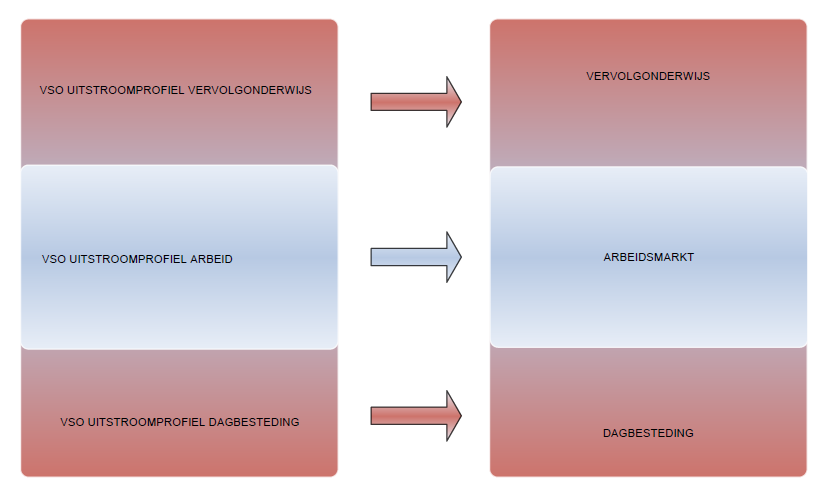 VSO UITSTROOMPROFIEL VERVOLGONDERWIJS
VERVOLGONDERWIJS
VSO UITSTROOMPROFIEL ARBEID
ARBEIDSMARKT
VSO UITSTROOMPROFIEL DAGBESTEDING
DAGBESTEDING